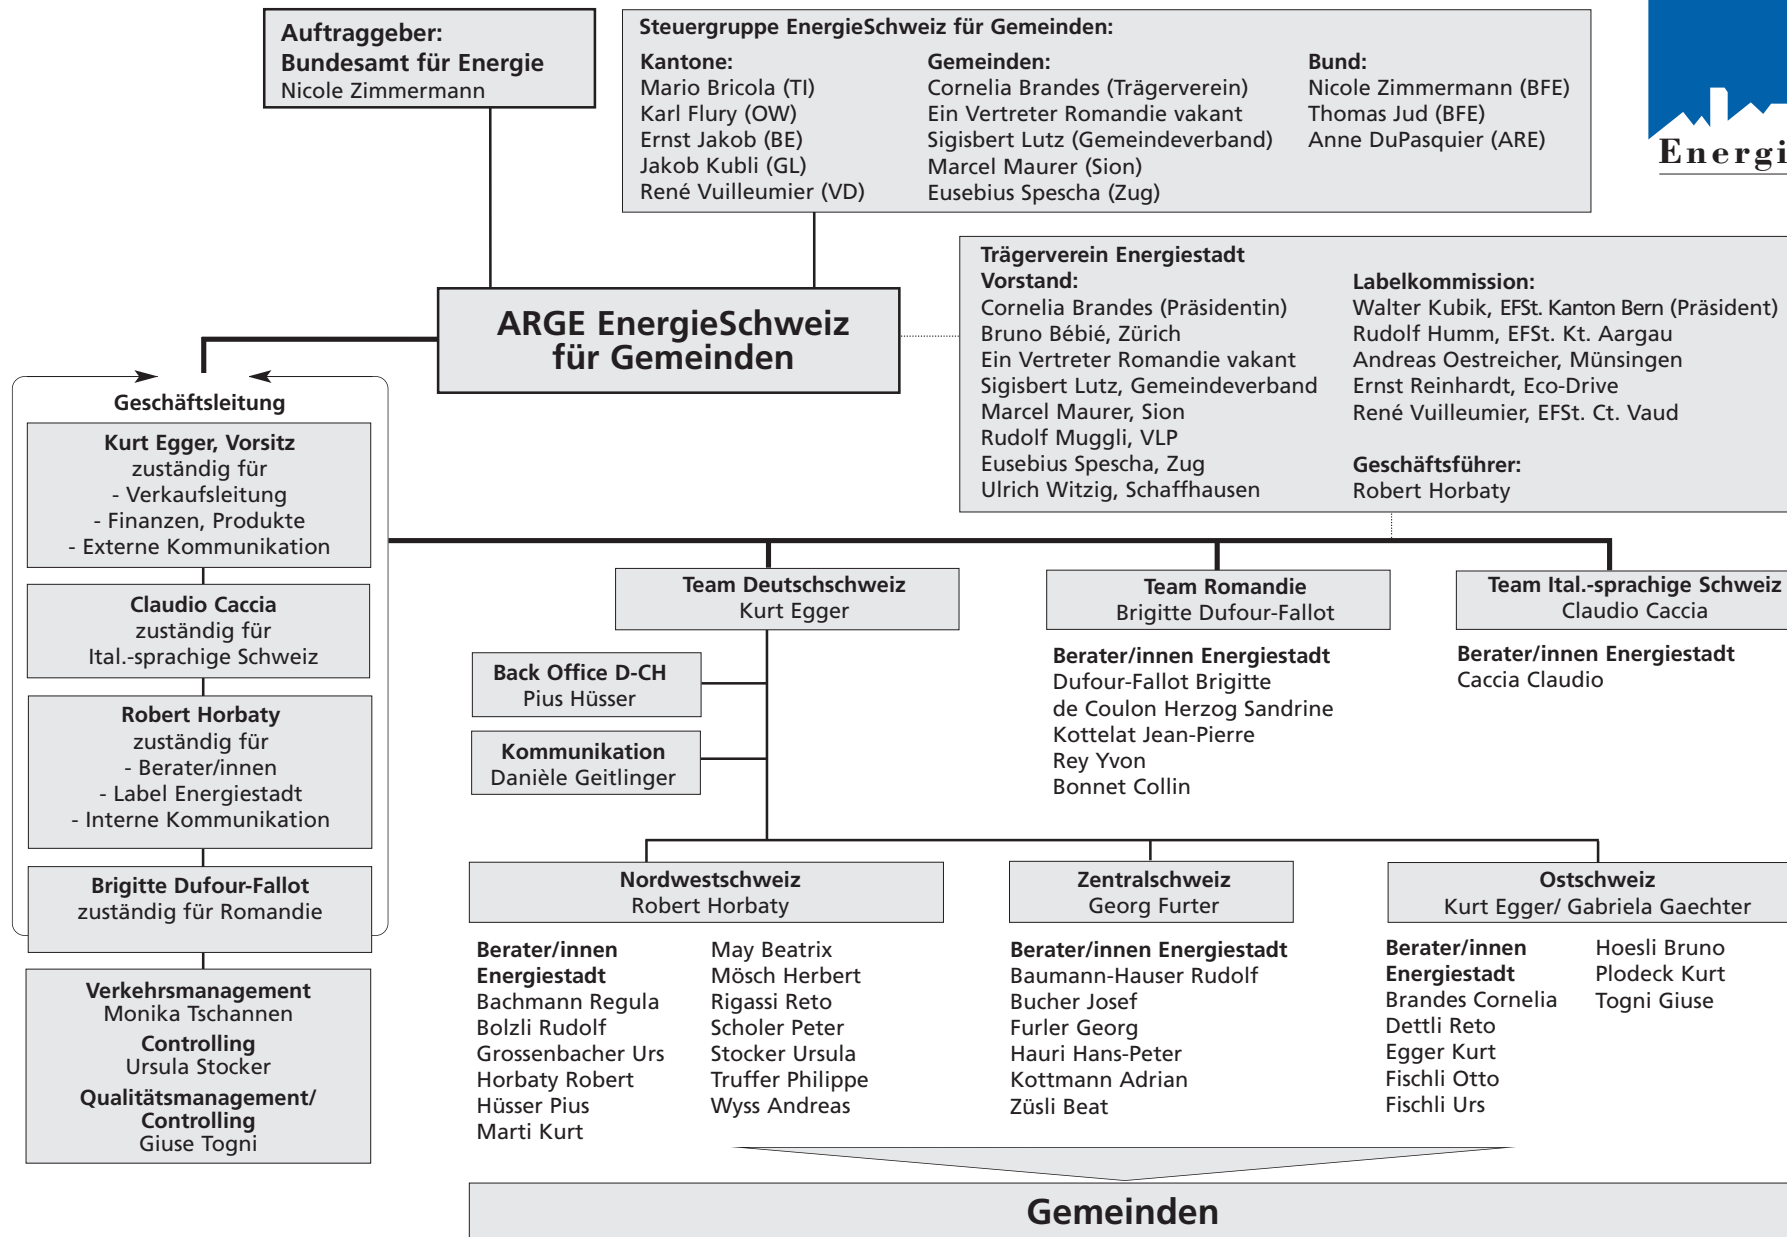 Auftraggeber:
Bundesamt für Energie
Nicole Zimmermann
Steuergruppe EnergieSchweiz für Gemeinden:
Kantone:
Mario Bricola (TI)
Karl Flury (OW)
Ernst Jakob (BE)
Jakob Kubli (GL)
René Vuilleumier (VD)
Gemeinden:
Cornelia Brandes (Trägerverein)
Ein Vertreter Romandie vakant
Sigisbert Lutz (Gemeindeverband)
Marcel Maurer (Sion)
Eusebius Spescha (Zug)
Bund:
Nicole Zimmermann (BFE)
Thomas Jud (BFE)
Anne DuPasquier (ARE)
Energi
ARGE EnergieSchweiz
für Gemeinden
Trägerverein Energiestadt
Vorstand:
Cornelia Brandes (Präsidentin)
Bruno Bébié, Zürich
Ein Vertreter Romandie vakant
Sigisbert Lutz, Gemeindeverband
Marcel Maurer, Sion
Rudolf Muggli, VLP
Eusebius Spescha, Zug
Ulrich Witzig, Schaffhausen
Labelkommission:
Walter Kubik, EFSt. Kanton Bern (Präsident)
Rudolf Humm, EFSt. Kt. Aargau
Andreas Oestreicher, Münsingen
Ernst Reinhardt, Eco-Drive
René Vuilleumier, EFSt. Ct. Vaud
Geschäftsführer:
Robert Horbaty
Geschäftsleitung
Kurt Egger, Vorsitz
zuständig für
- Verkaufsleitung
- Finanzen, Produkte
- Externe Kommunikation
Claudio Caccia
zuständig für
Ital.-sprachige Schweiz
Robert Horbaty
zuständig für
- Berater/innen
- Label Energiestadt
- Interne Kommunikation
Brigitte Dufour-Fallot
zuständig für Romandie
Verkehrsmanagement
Monika Tschannen
Controlling
Ursula Stocker
Qualitätsmanagement/
Controlling
Giuse Togni
Team Deutschschweiz
Kurt Egger
Back Office D-CH
Pius Hüsser
Kommunikation
Danièle Geitlinger
Team Romandie
Brigitte Dufour-Fallot
Berater/innen Energiestadt
Dufour-Fallot Brigitte
de Coulon Herzog Sandrine
Kottelat Jean-Pierre
Rey Yvon
Bonnet Collin
Team Ital.-sprachige Schweiz
Claudio Caccia
Berater/innen Energiestadt
Caccia Claudio
Nordwestschweiz
Robert Horbaty
Berater/innen
Energiestadt
Bachmann Regula
Bolzli Rudolf
Grossenbacher Urs
Horbaty Robert
Hüsser Pius
Marti Kurt
May Beatrix
Mösch Herbert
Rigassi Reto
Scholer Peter
Stocker Ursula
Truffer Philippe
Wyss Andreas
Zentralschweiz
Georg Furter
Berater/innen Energiestadt
Baumann-Hauser Rudolf
Bucher Josef
Furler Georg
Hauri Hans-Peter
Kottmann Adrian
Züsli Beat
Ostschweiz
Kurt Egger/ Gabriela Gaechter
Berater/innen
Energiestadt
Brandes Cornelia
Dettli Reto
Egger Kurt
Fischli Otto
Fischli Urs
Hoesli Bruno
Plodeck Kurt
Togni Giuse
Gemeinden